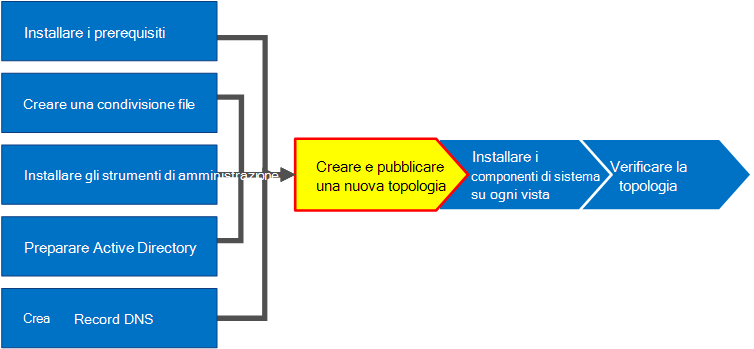 Installare i prerequisiti
Creare una condivisione file
Installare gli strumenti di amministrazione
Preparare Active Directory
Crea Record DNS
Creare e pubblicare
una nuova topologia
Installare i
componenti di sistema
su ogni vista
Verificare la
topologia